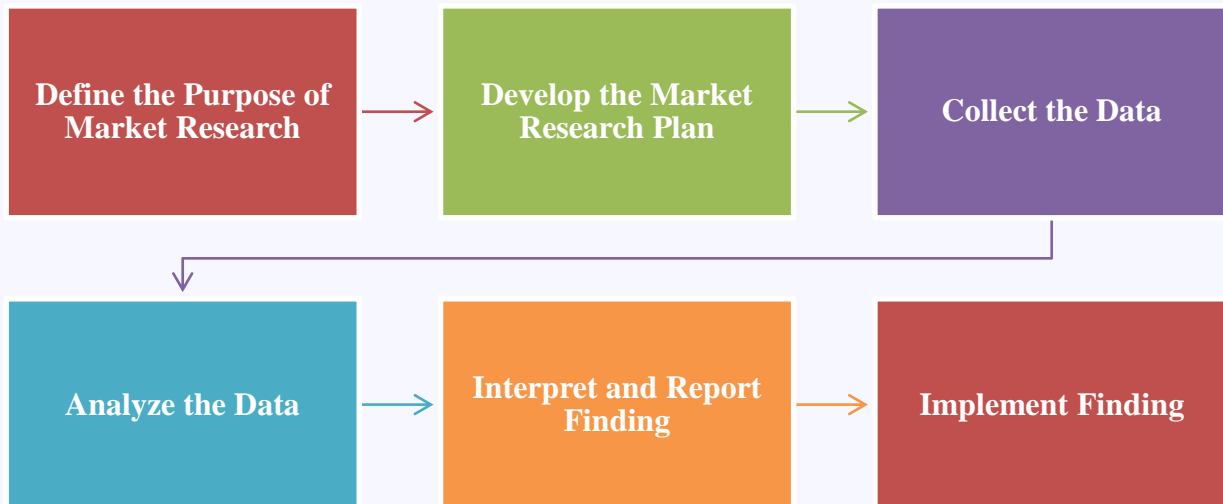 Define the Purpose of
Market Research
Develop the Market
Research Plan
Collect the Data
Analyze the Data
Interpret and Report
Finding
Implement Finding